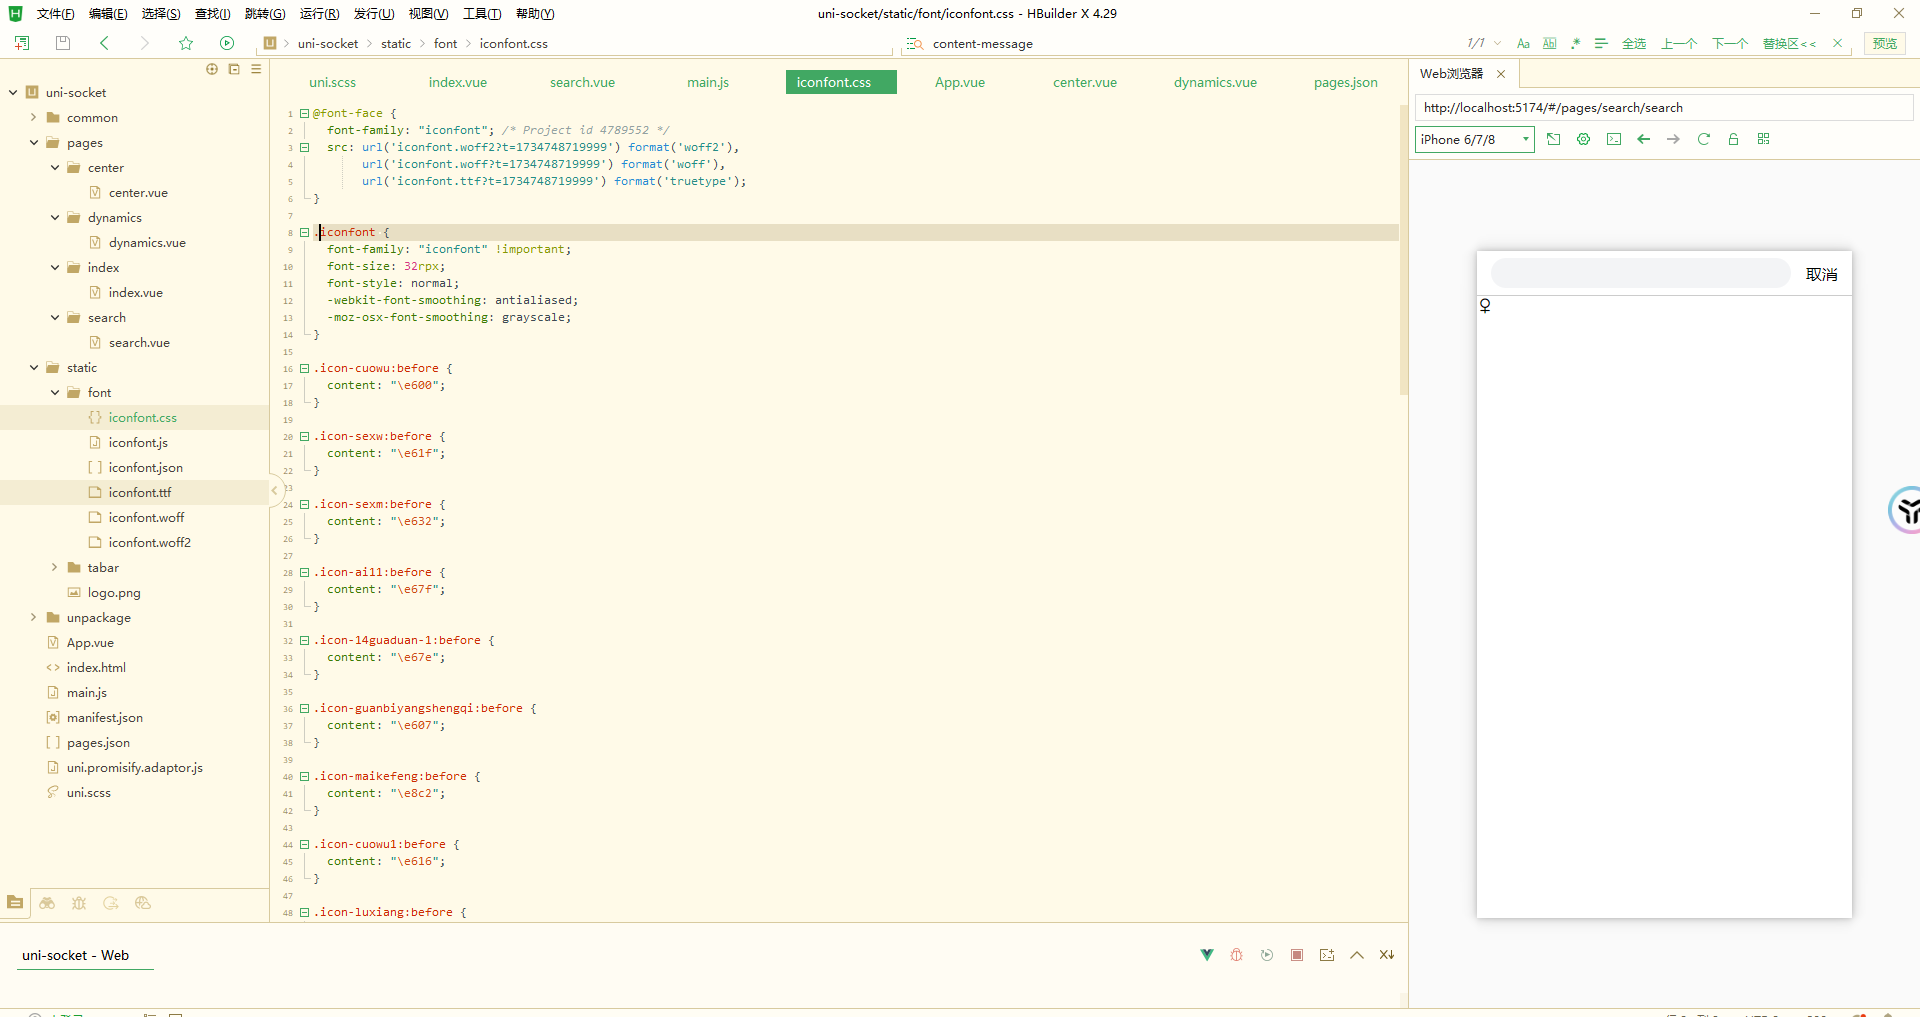 文件(F) 编辑(E) 选择(S) 查找(I) 跳转(G) 运行(R) 发行(U) 视图(V) 工具(T) 帮助(Y)
uni-socket/static/font/iconfont.css - HBuilder X 4.29
uni-socket static font iconfont.css
content-message
1/1 Aa Ab .* 全选 上一个 下一个 替换区<< 预览
uni-socket
common
pages
center
center.vue
dynamics
dynamics.vue
index
index.vue
search
search.vue
static
font
iconfont.css
iconfont.js
iconfont.json
iconfont.ttf
iconfont.woff
iconfont.woff2
tabar
logo.png
unpackage
App.vue
index.html
main.js
manifest.json
pages.json
uni.promisify.adaptor.js
uni.scss
uni.scss index.vue search.vue main.js iconfont.css App.vue center.vue dynamics.vue pages.json
1 @font-face {
2 font-family: "iconfont"; /* Project id 4789552 */
3 src: url('iconfont.woff2?t=1734748719999') format('woff2'),
4 url('iconfont.woff?t=1734748719999') format('woff'),
5 url('iconfont.ttf?t=1734748719999') format('truetype');
6 }
7
8 .iconfont {
9 font-family: "iconfont" !important;
10 font-size: 32rpx;
11 font-style: normal;
12 -webkit-font-smoothing: antialiased;
13 -moz-osx-font-smoothing: grayscale;
14 }
15
16 .icon-cuowu:before {
17 content: "\e600";
18 }
19
20 .icon-sexw:before {
21 content: "\e61f";
22 }
23
24 .icon-sexm:before {
25 content: "\e632";
26 }
27
28 .icon-ai11:before {
29 content: "\e67f";
30 }
31
32 .icon-14guaduan-1:before {
33 content: "\e67e";
34 }
35
36 .icon-guanbiyangshengqi:before {
37 content: "\e607";
38 }
39
40 .icon-maikefeng:before {
41 content: "\e8c2";
42 }
43
44 .icon-cuowu1:before {
45 content: "\e616";
46 }
47
48 .icon-luxiang:before {
Web浏览器
http://localhost:5174/#/pages/search/search
iPhone 6/7/8
取消
uni-socket - Web